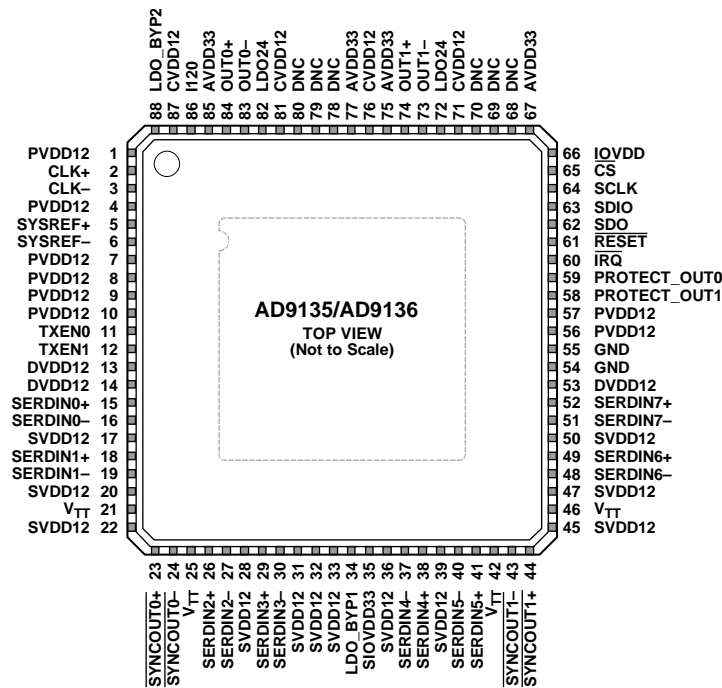 88 LDO_BYP2
87 CVDD12
86 I120
85 AVDD33
84 OUT0+
83 OUT0–
82 LDO24
81 CVDD12
80 DNC
79 DNC
78 DNC
77 AVDD33
76 CVDD12
75 AVDD33
74 OUT1+
73 OUT1–
72 LDO24
71 CVDD12
70 DNC
69 DNC
68 DNC
67 AVDD33
PVDD12 1
CLK+ 2
CLK– 3
PVDD12 4
SYSREF+ 5
SYSREF– 6
PVDD12 7
PVDD12 8
PVDD12 9
PVDD12 10
TXEN0 11
TXEN1 12
DVDD12 13
DVDD12 14
SERDIN0+ 15
SERDIN0– 16
SVDD12 17
SERDIN1+ 18
SERDIN1– 19
SVDD12 20
VTT 21
SVDD12 22
AD9135/AD9136
TOP VIEW
(Not to Scale)
66 IOVDD
65 CS
64 SCLK
63 SDIO
62 SDO
61 RESET
60 IRQ
59 PROTECT_OUT0
58 PROTECT_OUT1
57 PVDD12
56 PVDD12
55 GND
54 GND
53 DVDD12
52 SERDIN7+
51 SERDIN7–
50 SVDD12
49 SERDIN6+
48 SERDIN6–
47 SVDD12
46 VTT
45 SVDD12
SYNCOUT0+ 23
SYNCOUT0– 24
VTT 25
SERDIN2+ 26
SERDIN2– 27
SVDD12 28
SERDIN3+ 29
SERDIN3– 30
SVDD12 31
SVDD12 32
SVDD12 33
LDO_BYP1 34
SIOVDD33 35
SVDD12 36
SERDIN4– 37
SERDIN4+ 38
SVDD12 39
SERDIN5– 40
SERDIN5+ 41
VTT 42
SYNCOUT1– 43
SYNCOUT1+ 44